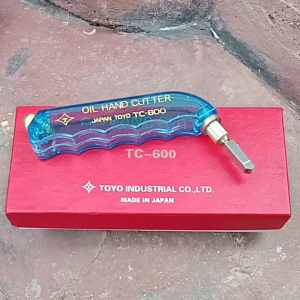 OIL HAND CUTTER
JAPAN TOYO TC-600
TC-600
TOYO INDUSTRIAL CO., LTD.
MADE IN JAPAN